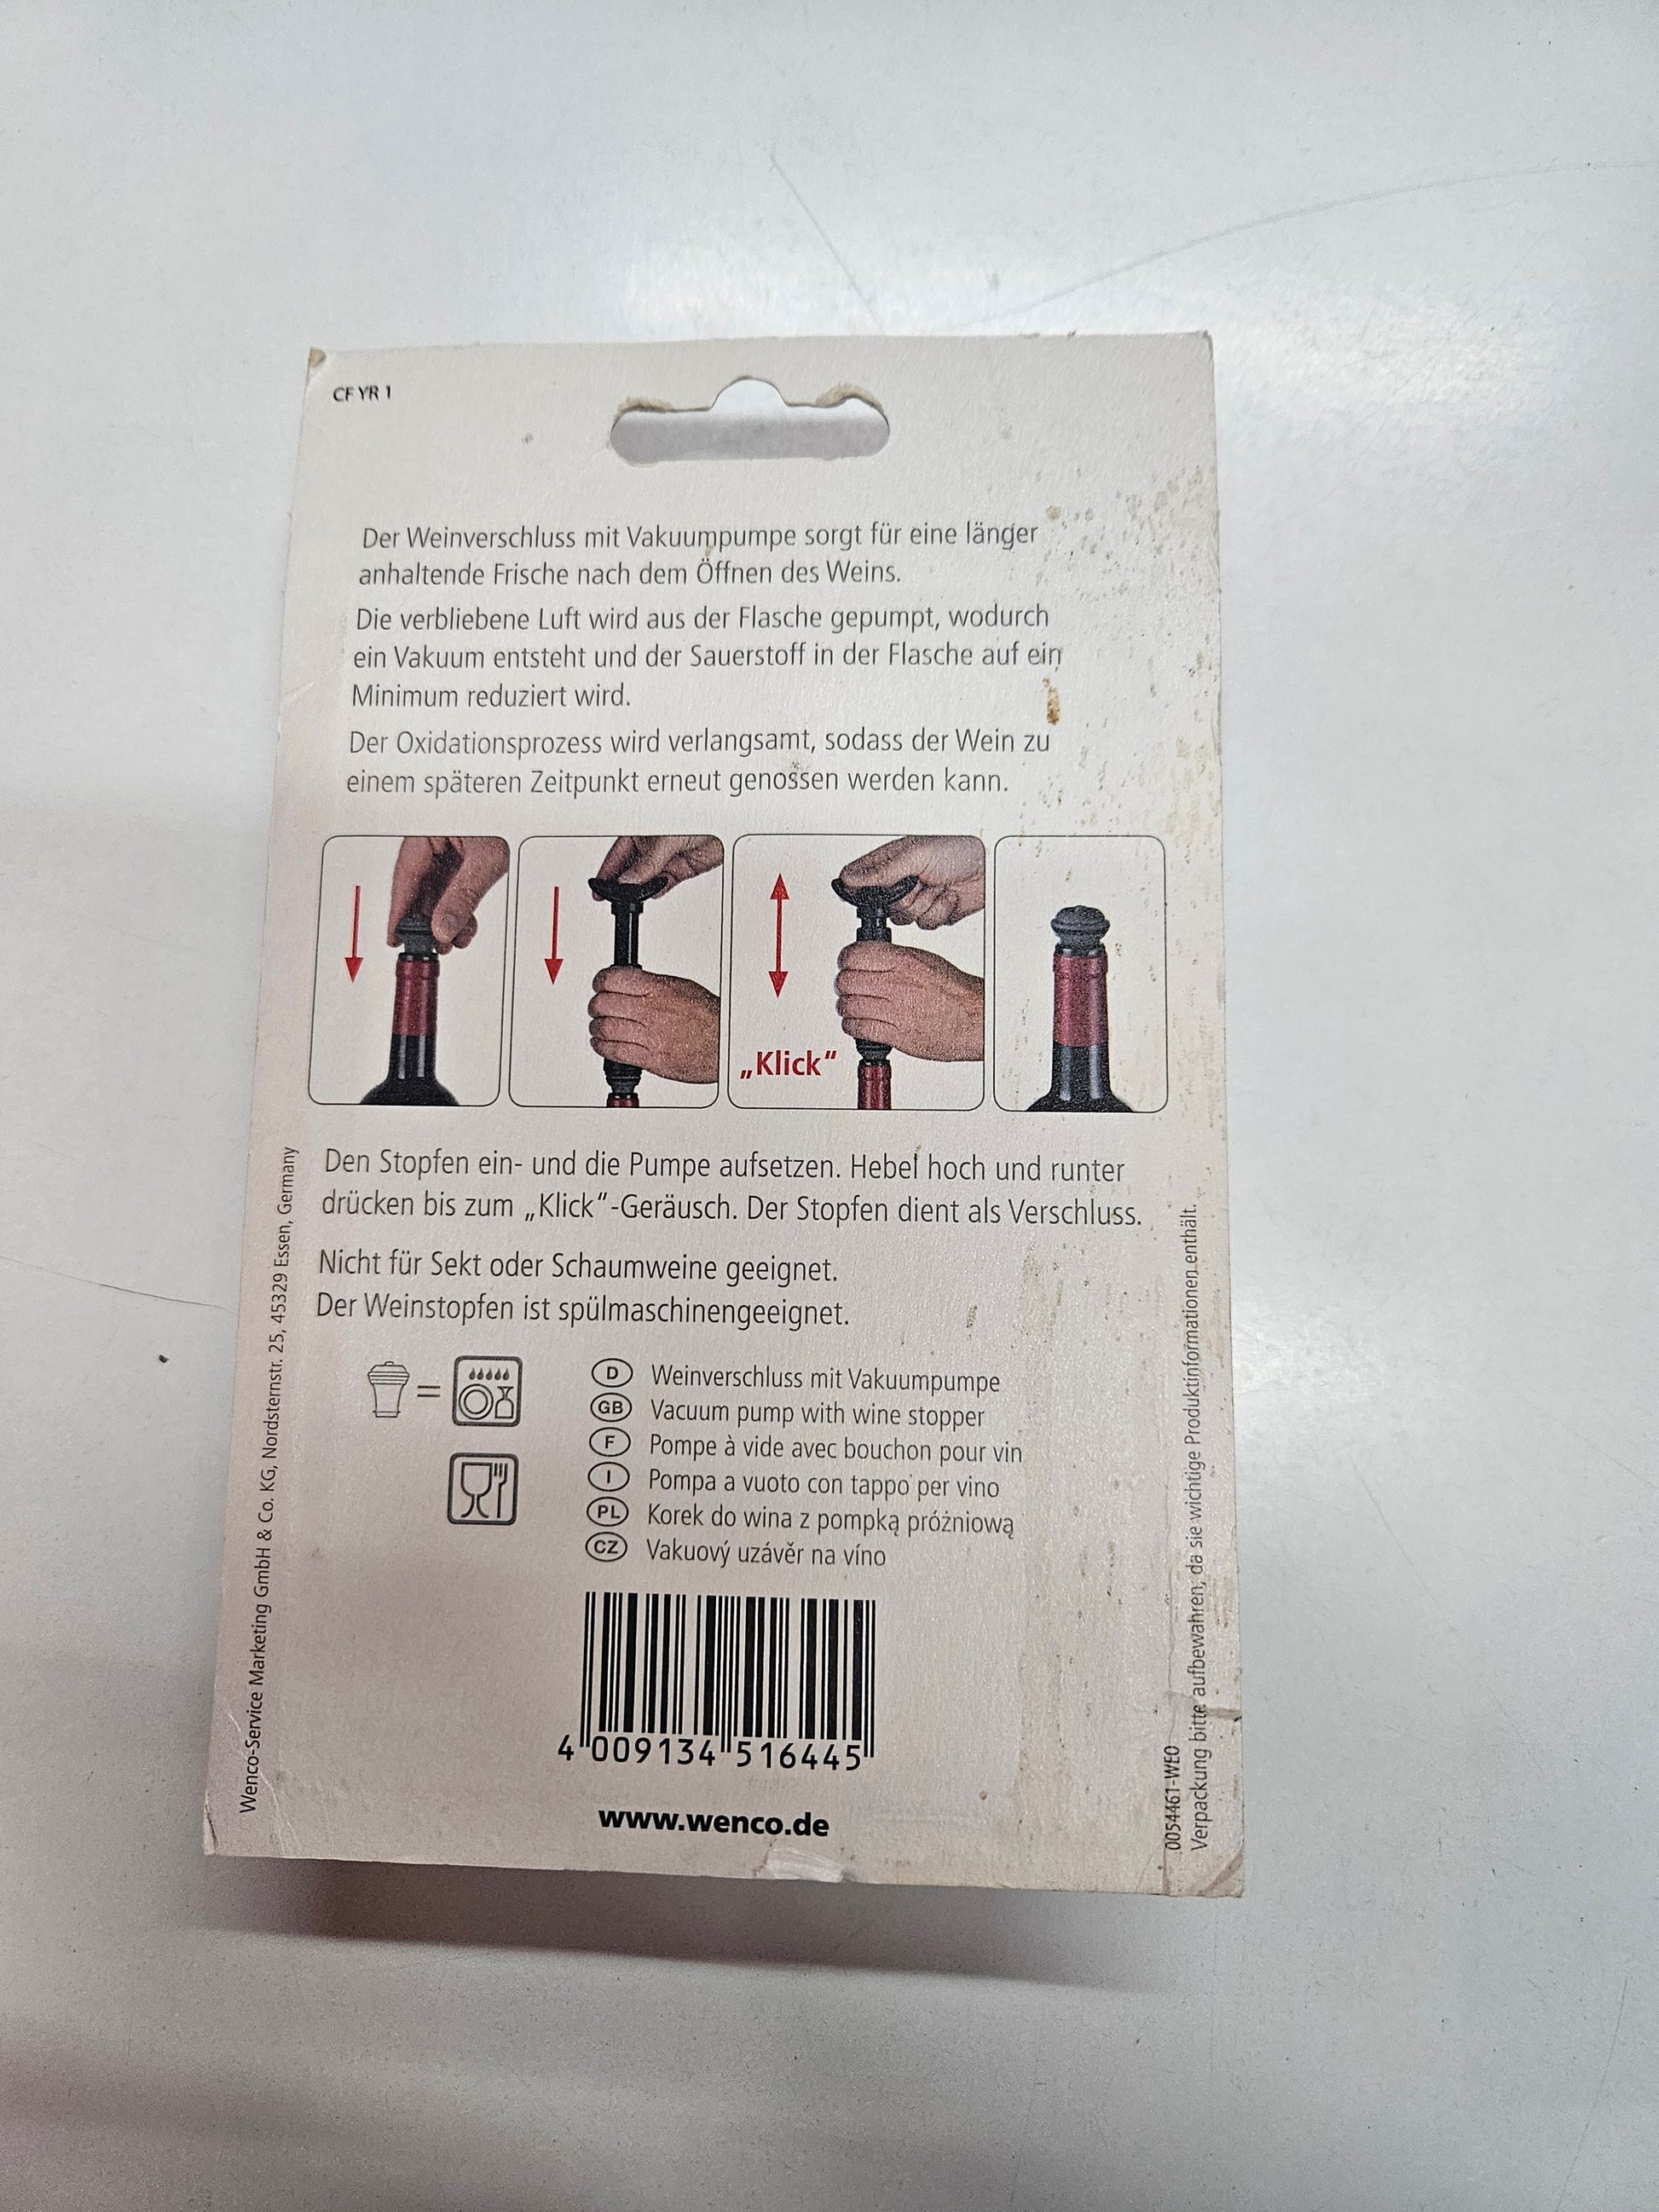 CF YR 1
Der Weinverschluss mit Vakuumpumpe sorgt für eine länger
anhaltende Frische nach dem Öffnen des Weins.
Die verbliebene Luft wird aus der Flasche gepumpt, wodurch
ein Vakuum entsteht und der Sauerstoff in der Flasche auf ein
Minimum reduziert wird.
Der Oxidationsprozess wird verlangsamt, sodass der Wein zu
einem späteren Zeitpunkt erneut genossen werden kann.
„Klick“
Den Stopfen ein- und die Pumpe aufsetzen. Hebel hoch und runter
drücken bis zum „Klick“-Geräusch. Der Stopfen dient als Verschluss.
Nicht für Sekt oder Schaumweine geeignet.
Der Weinstopfen ist spülmaschinengeeignet.
=
D Weinverschluss mit Vakuumpumpe
GB Vacuum pump with wine stopper
F Pompe à vide avec bouchon pour vin
I Pompa a vuoto con tappo per vino
PL Korek do wina z pompką próżniową
CZ Vakuový uzávěr na víno
4 009134 516445
www.wenco.de
Wenco-Service Marketing GmbH & Co. KG, Nordsternstr. 25, 45329 Essen, Germany
0054461-WE0
Verpackung bitte aufbewahren, da sie wichtige Produktinformationen enthält.